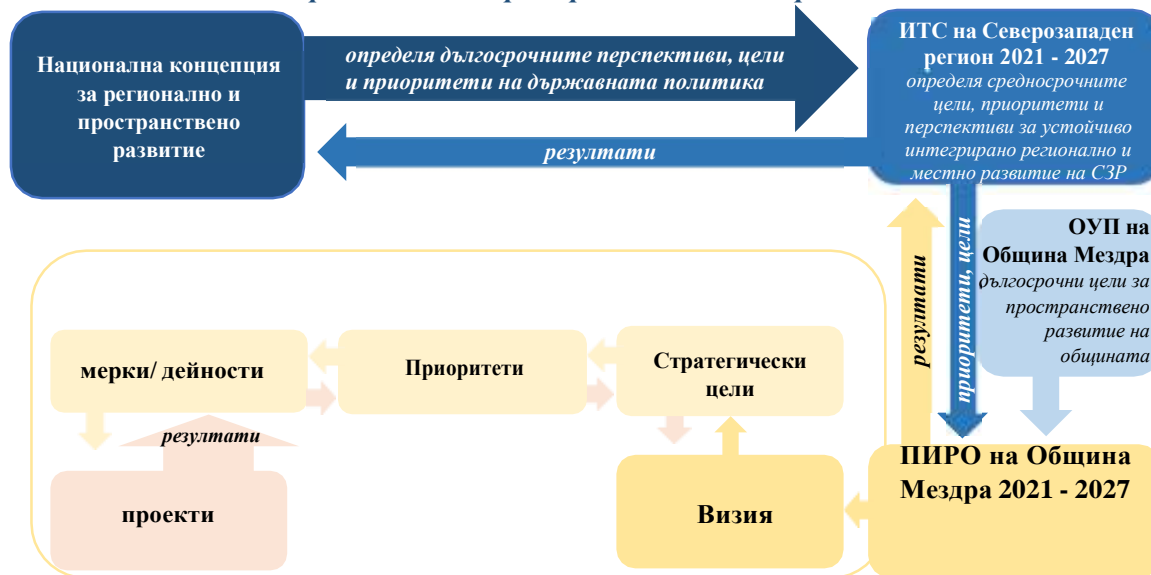 Национална концепция
за регионално и
пространствено
развитие
определя дългосрочните перспективи, цели
и приоритети на държавната политика
резултати
ИТС на Северозападен
регион 2021 - 2027
определя средносрочните
цели, приоритети и
перспективи за устойчиво
интегрирано регионално и
местно развитие на СЗР
резултати
приоритети, цели
ОУП на
Община Мездра
дългосрочни цели за
пространствено
развитие на
общината
мерки/ дейности
Приоритети
Стратегически
цели
резултати
проекти
Визия
ПИРО на Община
Мездра 2021 - 2027